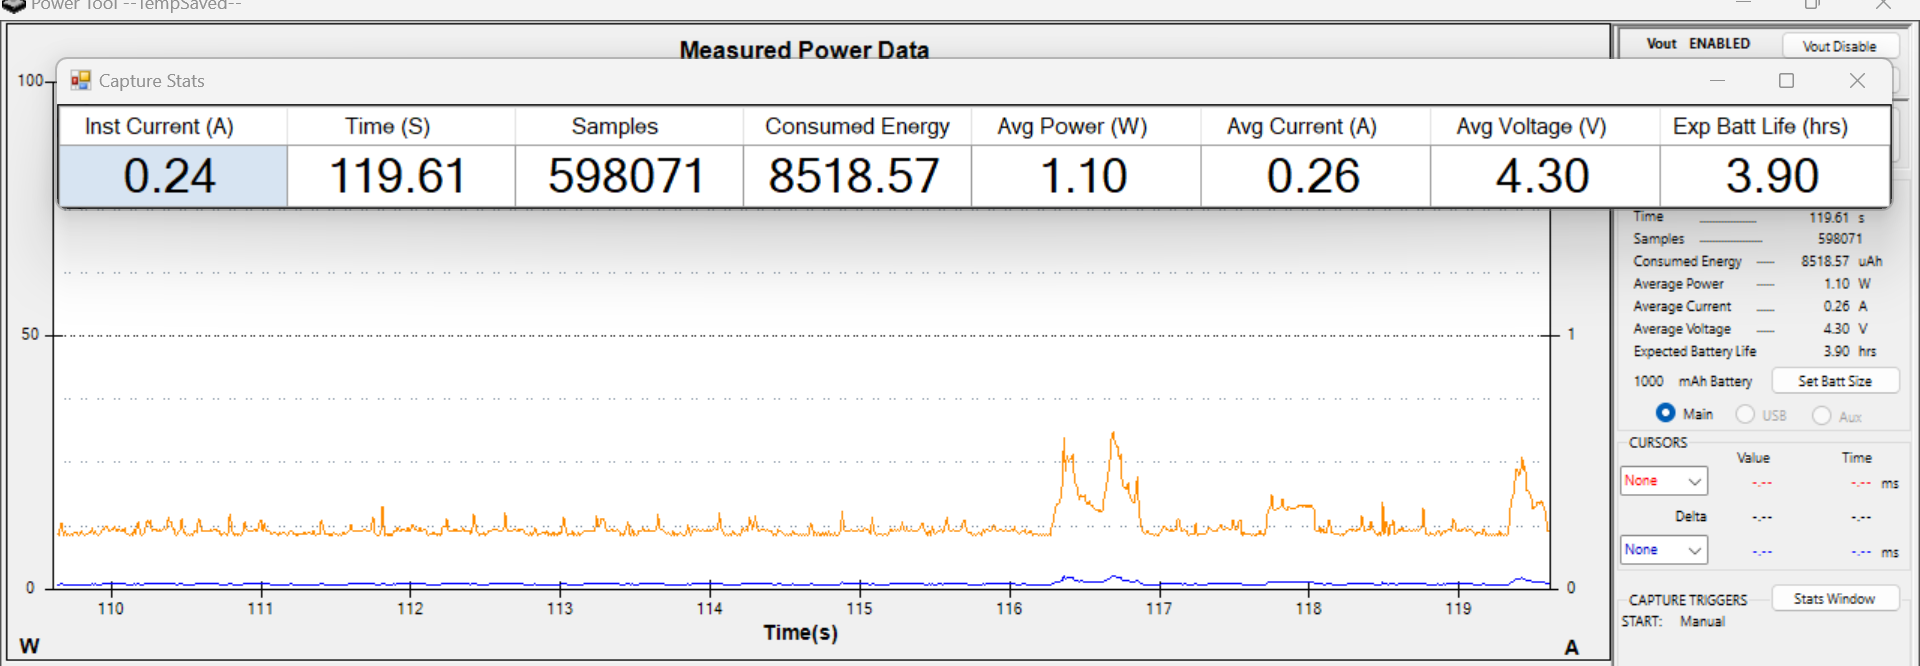 Power Tool --TempSaved--
Measured Power Data
Capture Stats
Inst Current (A) Time (S) Samples Consumed Energy Avg Power (W) Avg Current (A) Avg Voltage (V) Exp Batt Life (hrs)
0.24 119.61 598071 8518.57 1.10 0.26 4.30 3.90
100
50
0
1
0
110 111 112 113 114 115 116 117 118 119
Time(s)
W
A
Vout ENABLED Vout Disable
Time 119.61 s
Samples 598071
Consumed Energy 8518.57 uAh
Average Power 1.10 W
Average Current 0.26 A
Average Voltage 4.30 V
Expected Battery Life 3.90 hrs
1000 mAh Battery Set Batt Size
Main USB Aux
CURSORS
Value Time
None -.-- -.-- ms
Delta -.-- -.--
None -.-- -.-- ms
CAPTURE TRIGGERS Stats Window
START: Manual